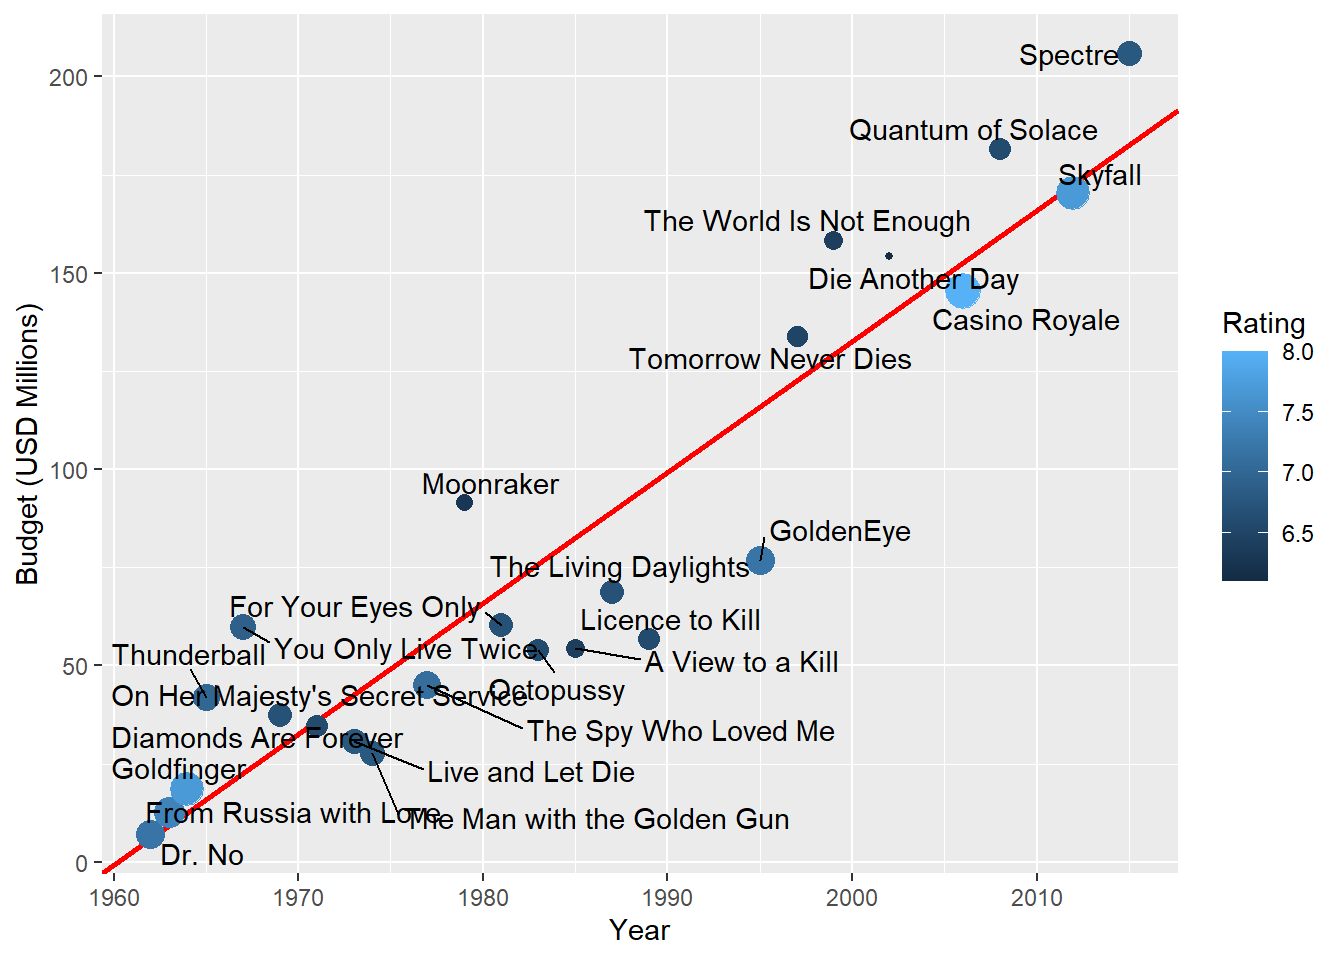 Spectre
200
Quantum of Solace
Skyfall
The World Is Not Enough
150
Die Another Day
Casino Royale
Tomorrow Never Dies
100
Moonraker
GoldenEye
The Living Daylights
For Your Eyes Only
Licence to Kill
You Only Live Twice
Thunderball
A View to a Kill
50
Octopussy
On Her Majesty's Secret Service
The Spy Who Loved Me
Diamonds Are Forever
Goldfinger
Live and Let Die
From Russia with Love
The Man with the Golden Gun
Dr. No
0
1960 1970 1980 1990 2000 2010
Year
Budget (USD Millions)
Rating
8.0
7.5
7.0
6.5